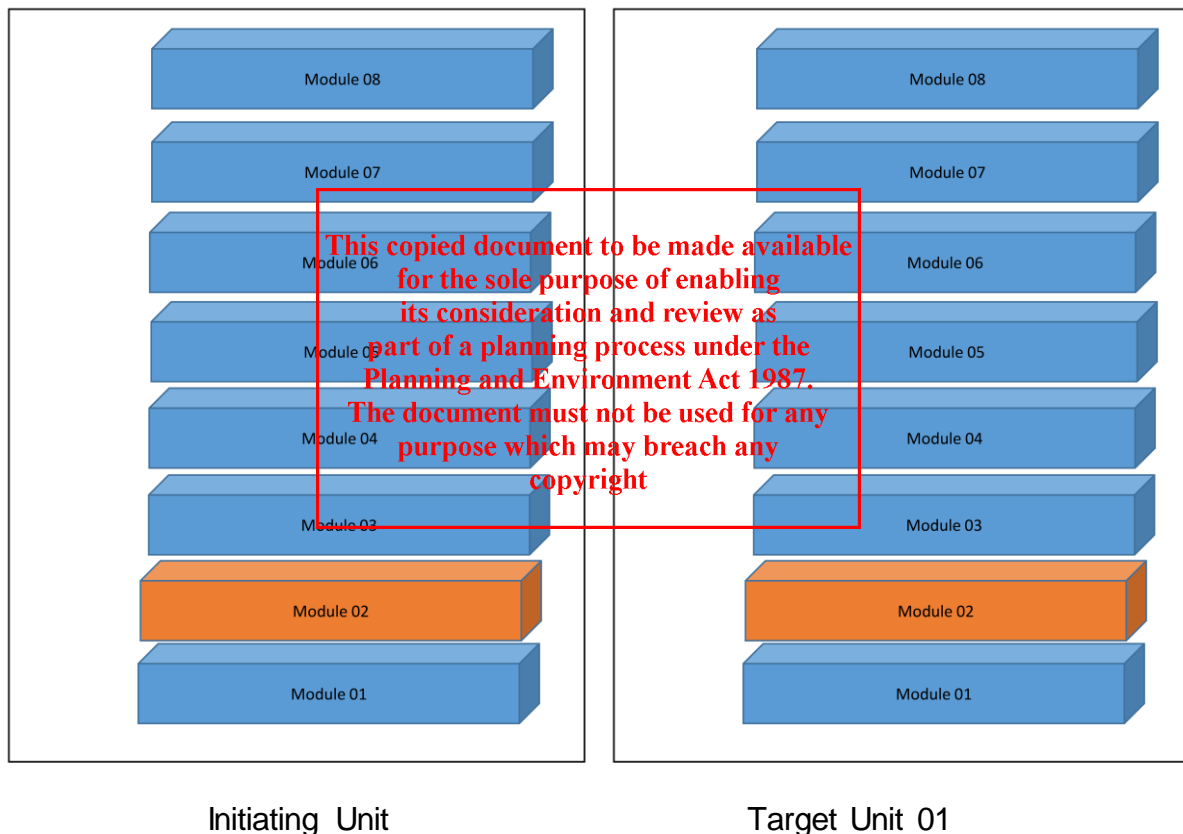 Module 08
Module 07
Module 06
Module 05
Module 04
Module 03
Module 02
Module 01
Initiating Unit
Module 08
Module 07
Module 06
Module 05
Module 04
Module 03
Module 02
Module 01
Target Unit 01
This copied document to be made available
for the sole purpose of enabling
its consideration and review as
part of a planning process under the
Planning and Environment Act 1987.
The document must not be used for any
purpose which may breach any
copyright